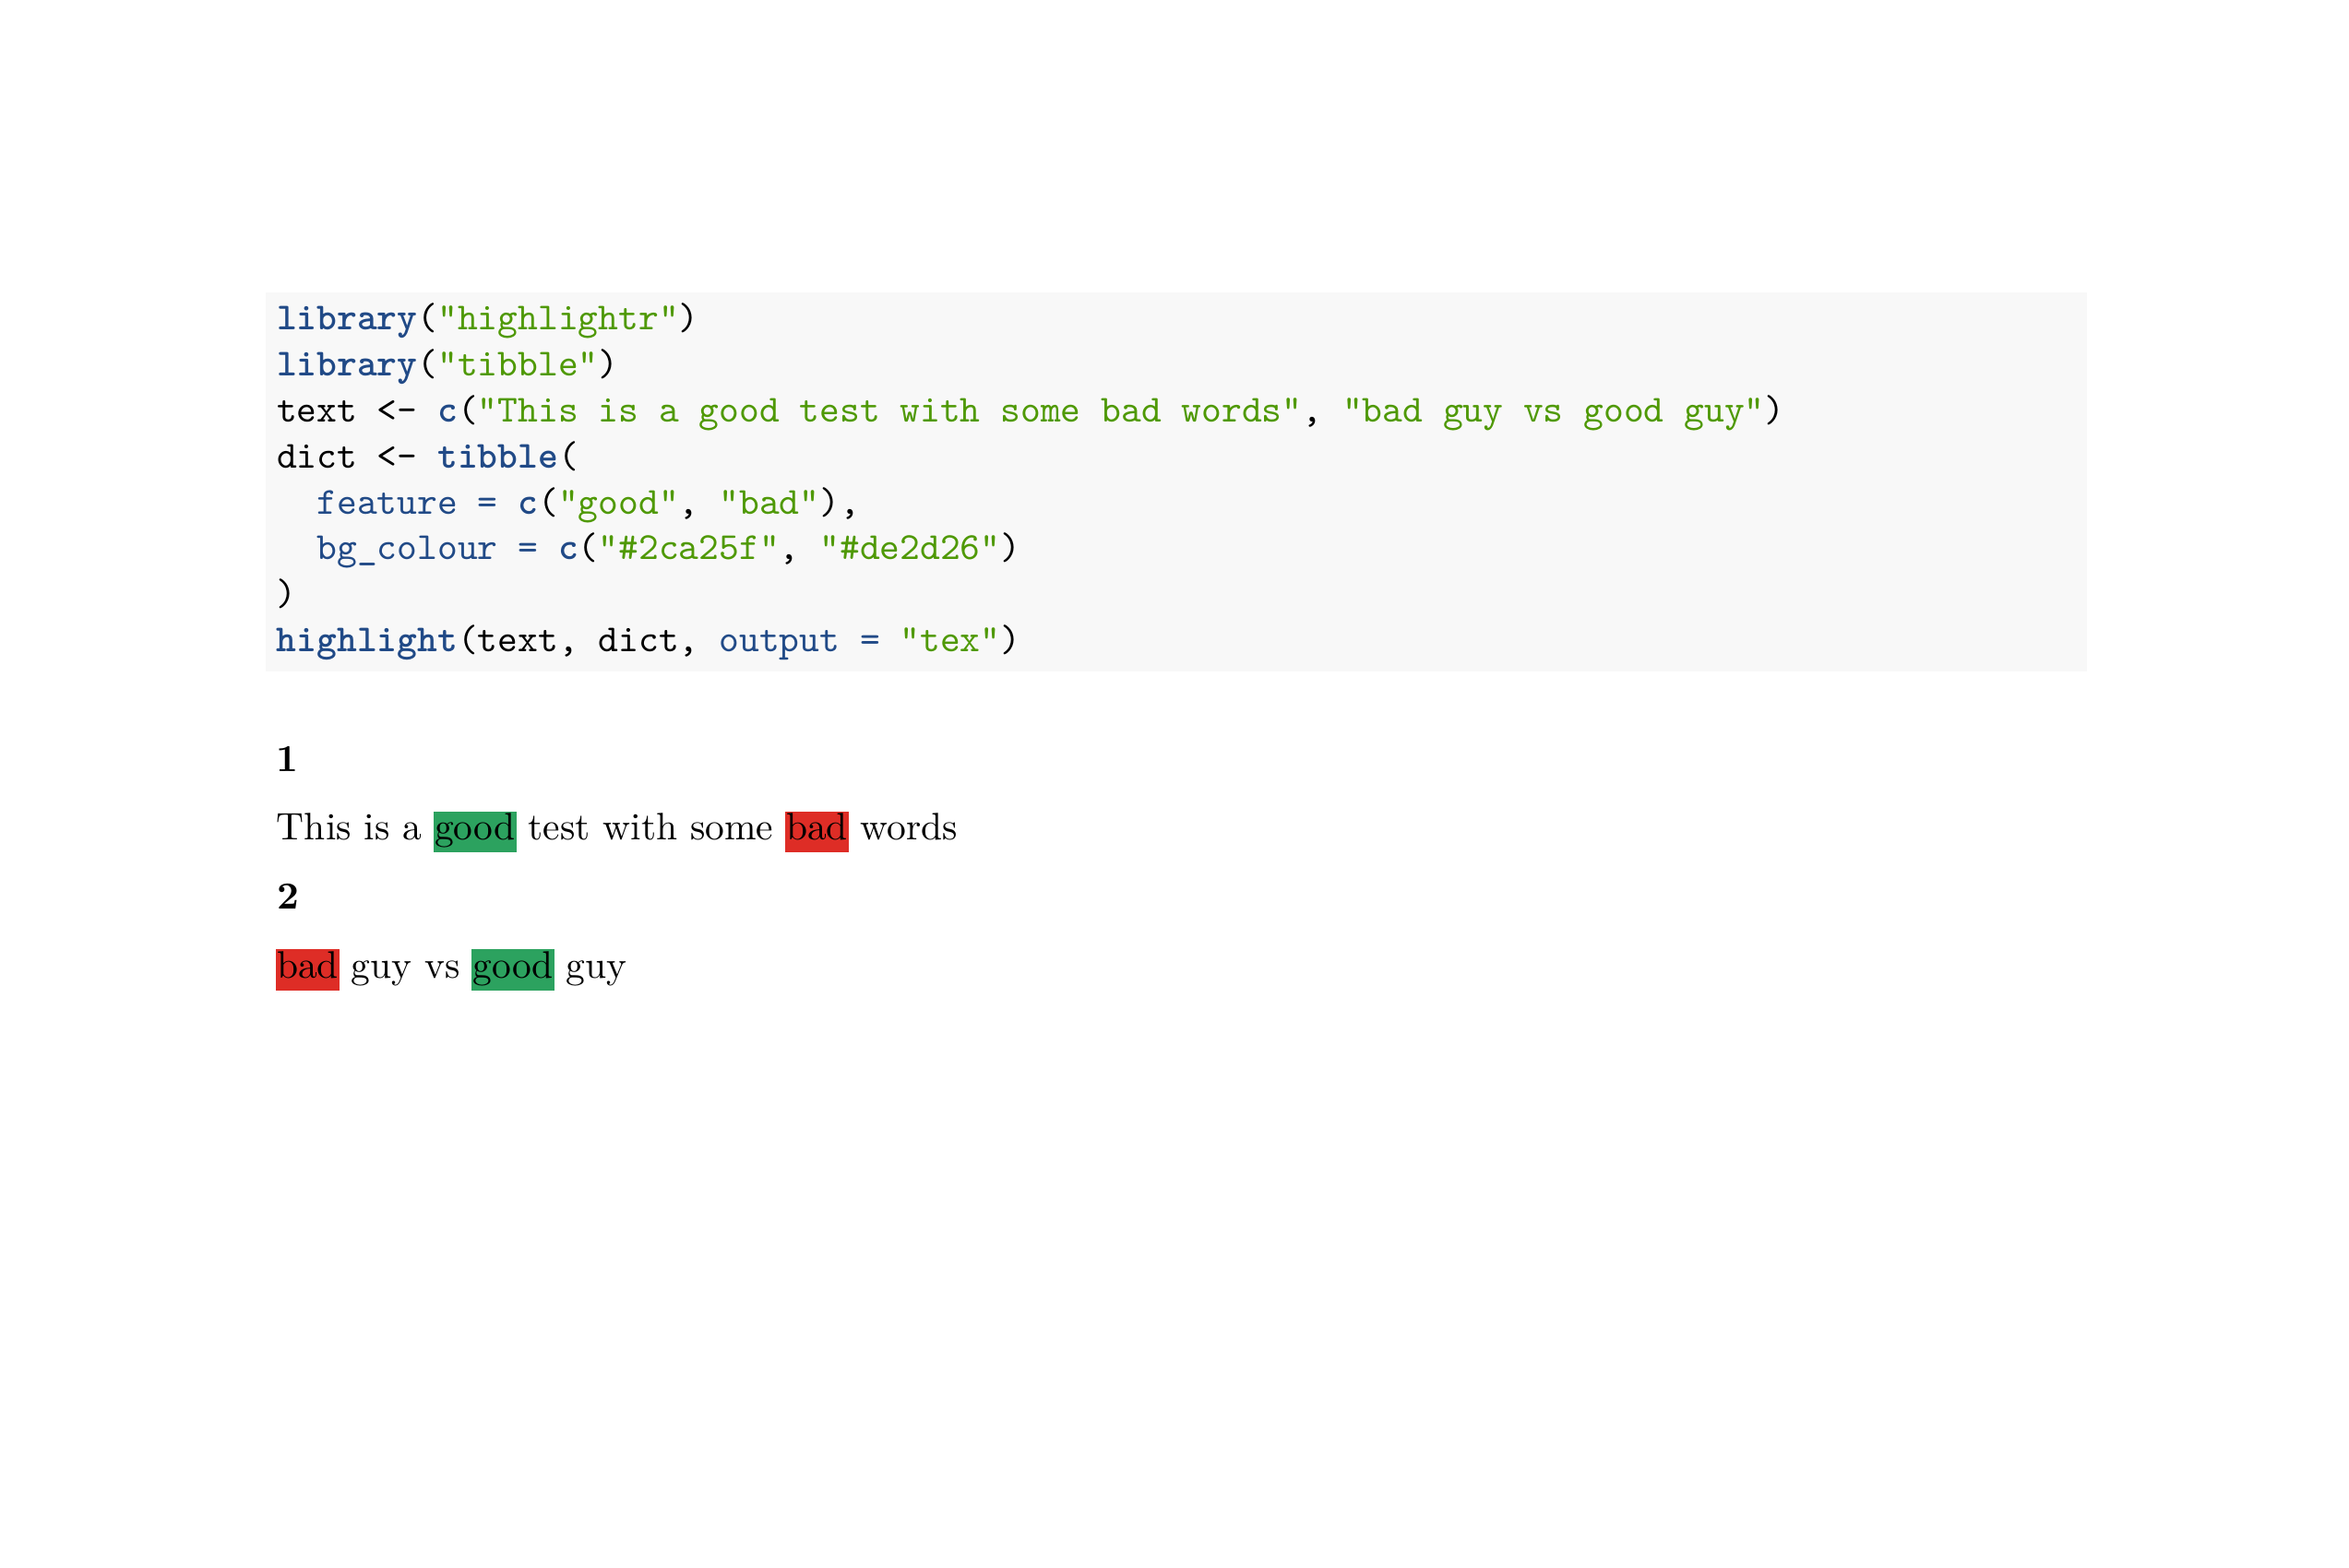 library("highlightr")
library("tibble")
text <- c("This is a good test with some bad words", "bad guy vs good guy")
dict <- tibble(
  feature = c("good", "bad"),
  bg_colour = c("#2ca25f", "#de2d26")
)
highlight(text, dict, output = "tex")
1
This is a good test with some bad words
2
bad guy vs good guy